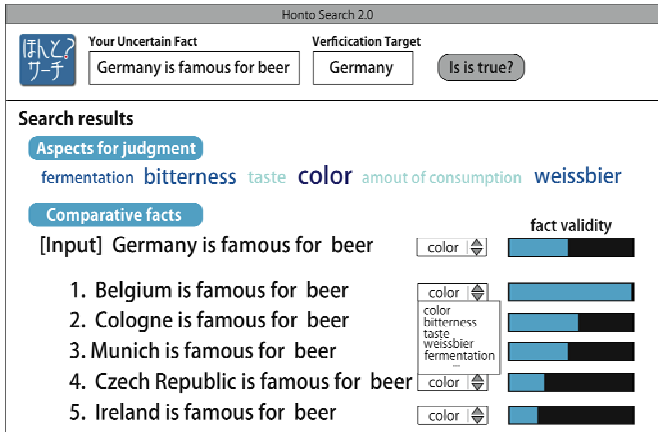 Honto Search 2.0
ほんと?
サーチ
Your Uncertain Fact
Verficication Target
Germany is famous for beer
Germany
Is is true?
Search results
Aspects for judgment
fermentation bitterness taste color amout of consumption weissbier
Comparative facts
fact validity
[Input] Germany is famous for beer
color
1. Belgium is famous for beer
color
color
bitterness
taste
weissbier
fermentation
...
2. Cologne is famous for beer
3. Munich is famous for beer
4. Czech Republic is famous for beer
color
5. Ireland is famous for beer
color